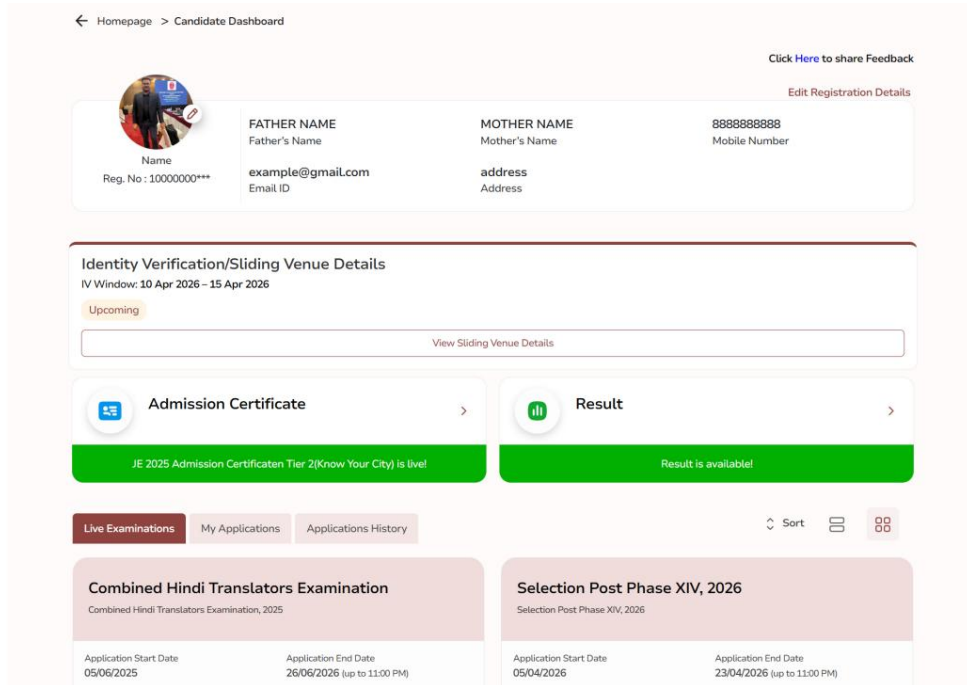 Homepage > Candidate Dashboard
Click Here to share Feedback
Edit Registration Details
Name
Reg. No : 10000000***
FATHER NAME
Father's Name
MOTHER NAME
Mother's Name
8888888888
Mobile Number
example@gmail.com
Email ID
address
Address
Identity Verification/Sliding Venue Details
IV Window: 10 Apr 2026 – 15 Apr 2026
Upcoming
View Sliding Venue Details
Admission Certificate
JE 2025 Admission Certificaten Tier 2(Know Your City) is live!
Result
Result is available!
Live Examinations
My Applications
Applications History
Sort
Combined Hindi Translators Examination
Combined Hindi Translators Examination, 2025
Application Start Date
05/06/2025
Application End Date
26/06/2026 (up to 11:00 PM)
Selection Post Phase XIV, 2026
Selection Post Phase XIV, 2026
Application Start Date
05/04/2026
Application End Date
23/04/2026 (up to 11:00 PM)